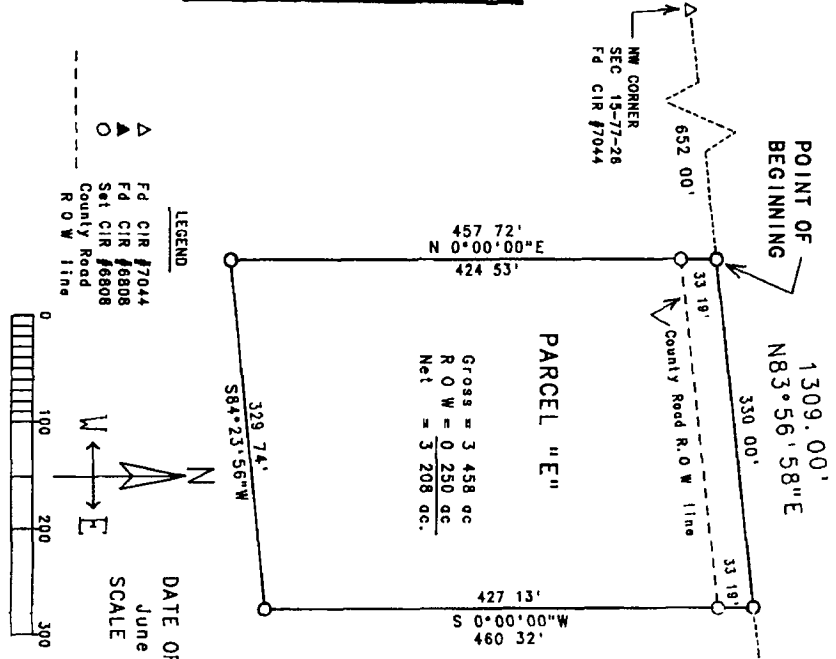 NW CORNER
SEC 15-77-26
Fd CIR #7044
652 00'
POINT OF
BEGINNING
1309.00'
N83°56'58"E
330 00'
33 19'
33 19'
County Road R.O W line
457 72'
N 0°00'00"E
424 53'
PARCEL "E"
Gross = 3 458 ac
R O W = 0 250 ac
Net = 3 208 ac.
427 13'
S 0°00'00"W
460 32'
329 74'
S84°23'56"W
LEGEND
△ Fd CIR #7044
▲ Fd CIR #6808
○ Set CIR #6808
County Road
R O W line
N
W E
0 100 200 300
DATE OF
June
SCALE